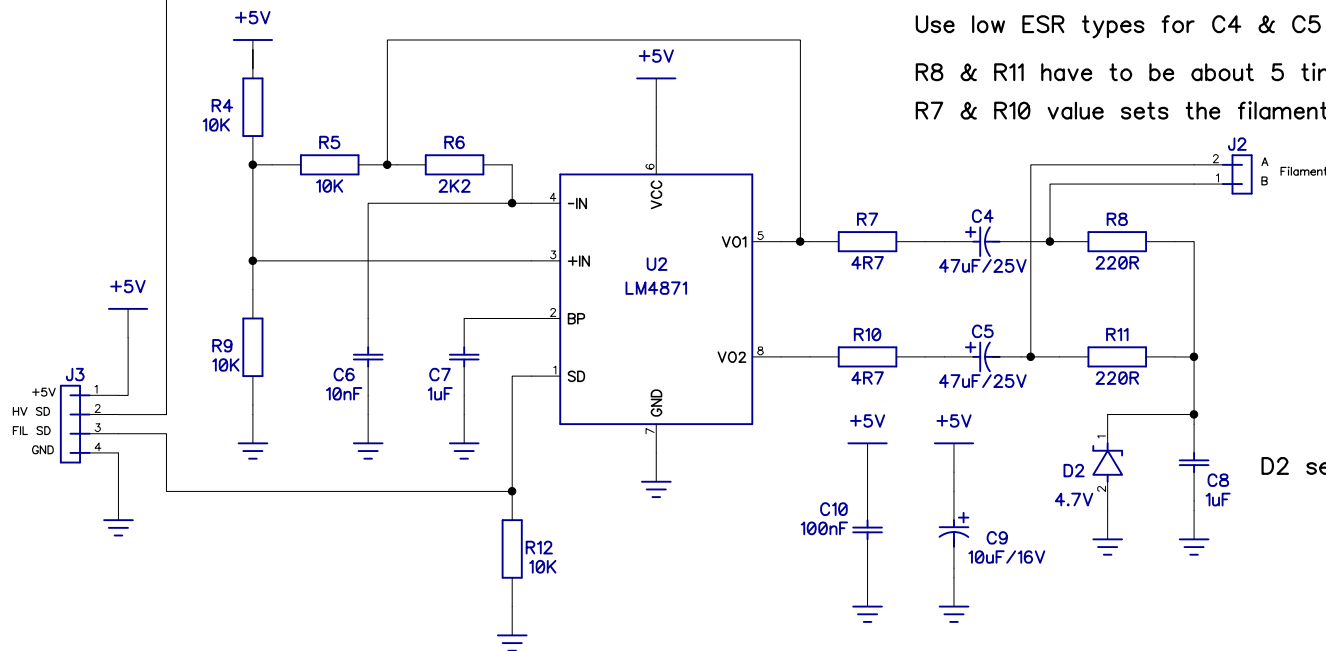 Use low ESR types for C4 & C5
R8 & R11 have to be about 5
R7 & R10 value sets the filament
+5V
R4
10K
R5
10K
R6
2K2
+5V
6
VCC
4
-IN
3
+IN
2
BP
1
SD
U2
LM4871
VO1
5
VO2
8
GND
7
R9
10K
C6
10nF
C7
1uF
R7
4R7
C4
+
47uF/25V
R8
220R
R10
4R7
C5
+
47uF/25V
R11
220R
J2
2
A
1
B
Filament
+5V
J3
+5V
1
HV SD
2
FIL SD
3
GND
4
R12
10K
+5V
C10
100nF
+5V
+
C9
10uF/16V
1
D2
4.7V
2
C8
1uF
D2